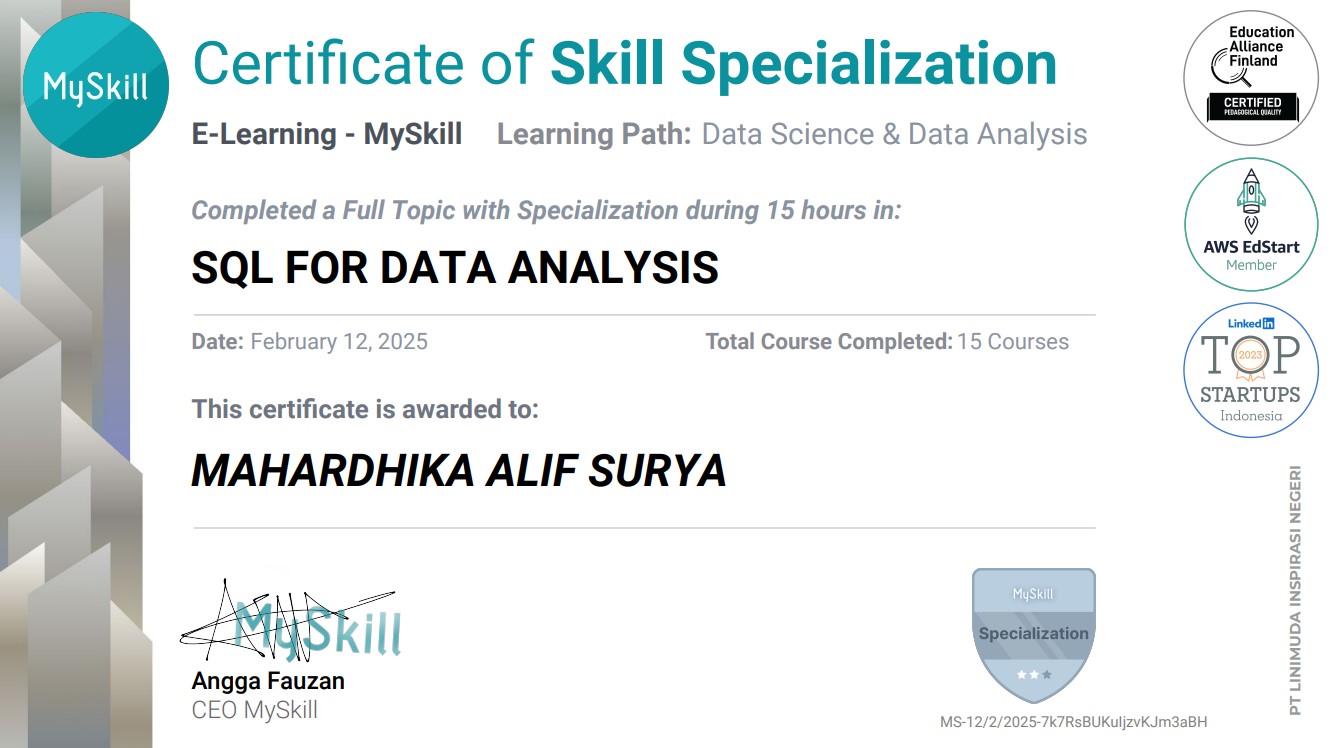 MySkill
Certificate of Skill Specialization
E-Learning - MySkill Learning Path: Data Science & Data Analysis
Completed a Full Topic with Specialization during 15 hours in:
SQL FOR DATA ANALYSIS
Date: February 12, 2025 Total Course Completed: 15 Courses
This certificate is awarded to:
MAHARDHIKA ALIF SURYA
MySkill
Angga Fauzan
CEO MySkill
MySkill
Specialization
MS-12/2/2025-7k7RsBUKuljzvKJm3aBH
Education
Alliance
Finland
CERTIFIED
PEDAGOGICAL QUALITY
AWS EdStart
Member
LinkedIn
TOP
2023
STARTUPS
Indonesia
PT LINIMUDA INSPIRASI NEGERI